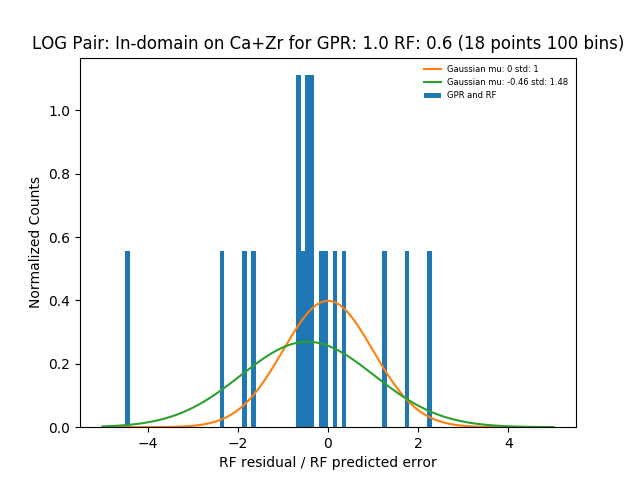 LOG Pair: In-domain on Ca+Zr for GPR: 1.0 RF: 0.6 (18 points 100 bins)
Gaussian mu: 0 std: 1
Gaussian mu: -0.46 std: 1.48
GPR and RF
Normalized Counts
1.0
0.8
0.6
0.4
0.2
0.0
−4 −2 0 2 4
RF residual / RF predicted error